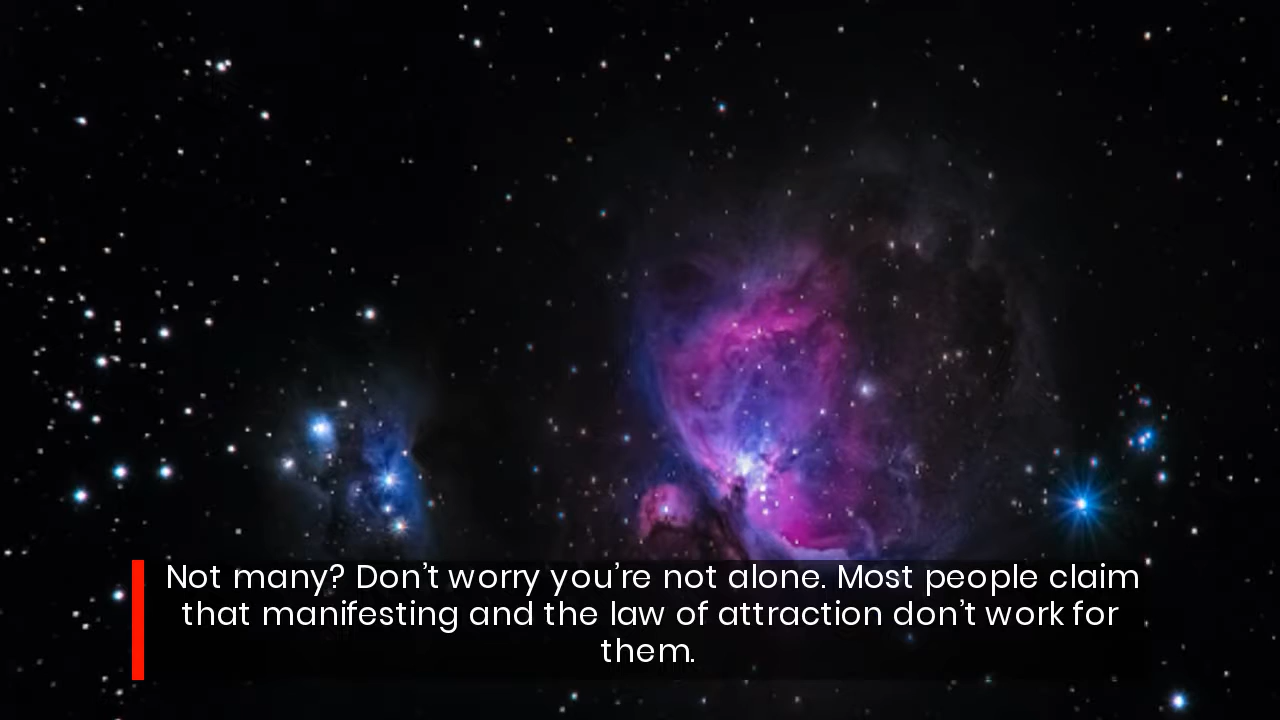 Not many? Don’t worry you’re not alone. Most people claim
that manifesting and the law of attraction don’t work for
them.